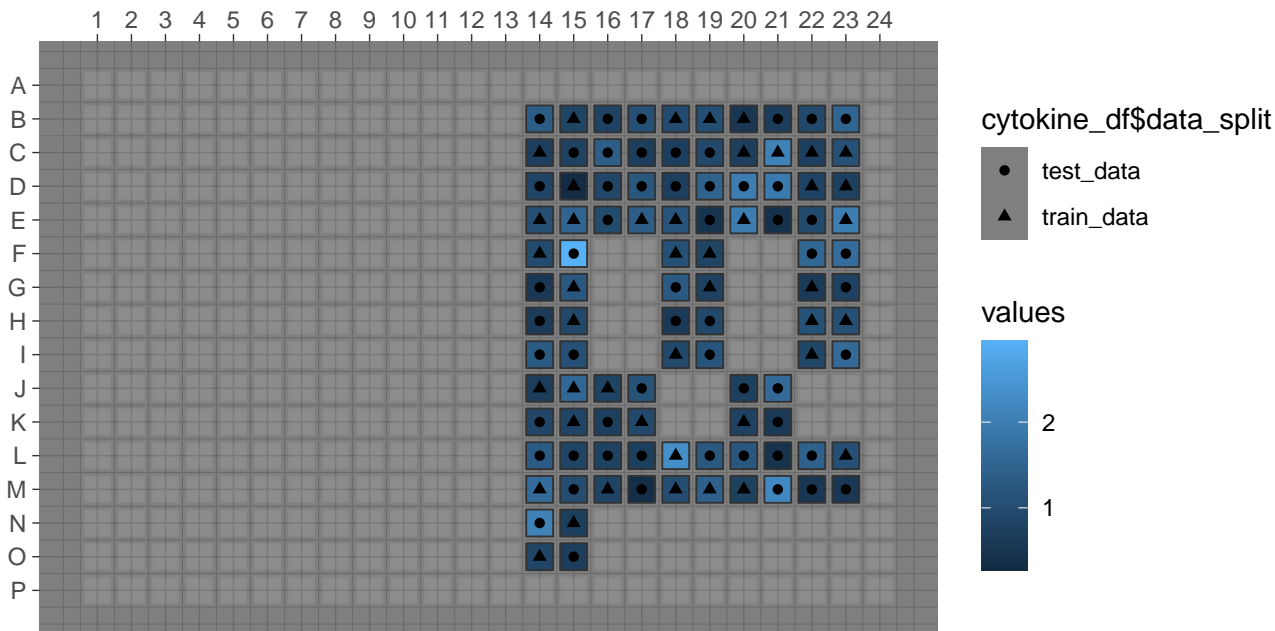 1 2 3 4 5 6 7 8 9 10 11 12 13 14 15 16 17 18 19 20 21 22 23 24
A
B
C
D
E
F
G
H
I
J
K
L
M
N
O
P
cytokine_df$data_split
test_data
train_data
values
2
1